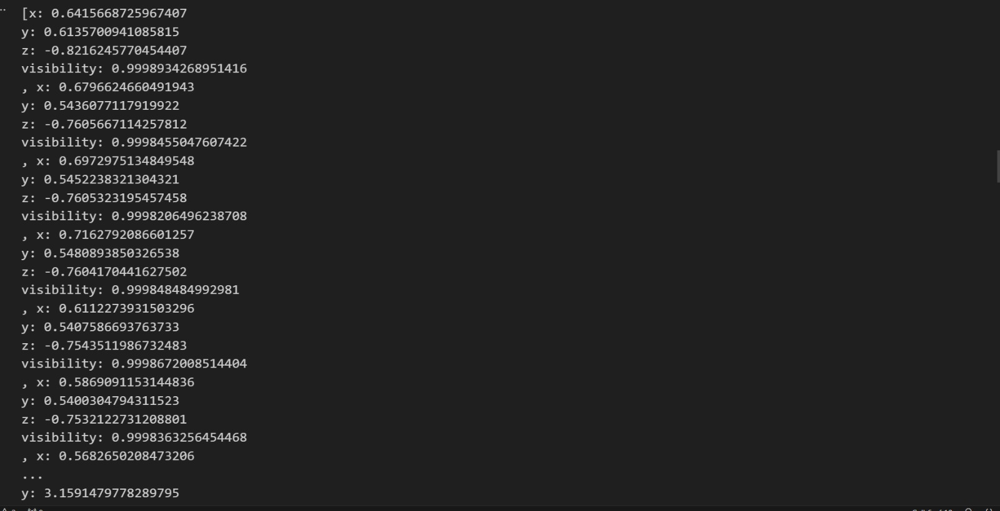 [x: 0.6415668725967407
y: 0.6135700941085815
z: -0.8216245770454407
visibility: 0.9998934268951416
, x: 0.6796624660491943
y: 0.5436077117919922
z: -0.7605667114257812
visibility: 0.9998455047607422
, x: 0.6972975134849548
y: 0.5452238321304321
z: -0.7605323195457458
visibility: 0.9998206496238708
, x: 0.7162792086601257
y: 0.5480893850326538
z: -0.7604170441627502
visibility: 0.999848484992981
, x: 0.6112273931503296
y: 0.5407586693763733
z: -0.7543511986732483
visibility: 0.9998672008514404
, x: 0.5869091153144836
y: 0.5400304794311523
z: -0.7532122731208801
visibility: 0.9998363256454468
, x: 0.5682650208473206
...
y: 3.1591479778289795